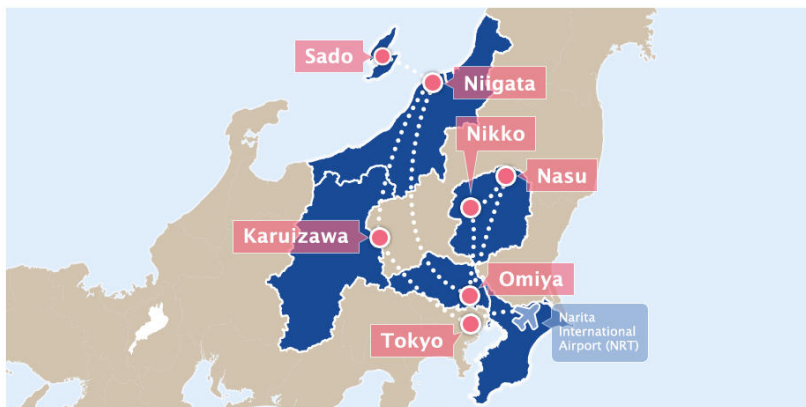 Sado
Niigata
Nikko
Nasu
Karuizawa
Omiya
Tokyo
Narita
International
Airport (NRT)